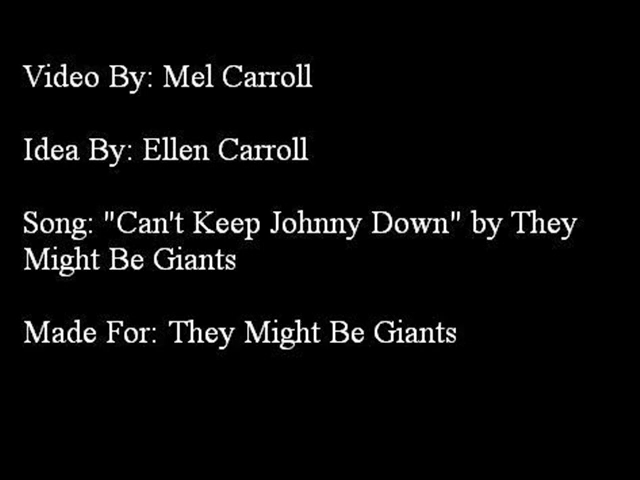 Video By: Mel Carroll
Idea By: Ellen Carroll
Song: "Can't Keep Johnny Down" by They
Might Be Giants
Made For: They Might Be Giants